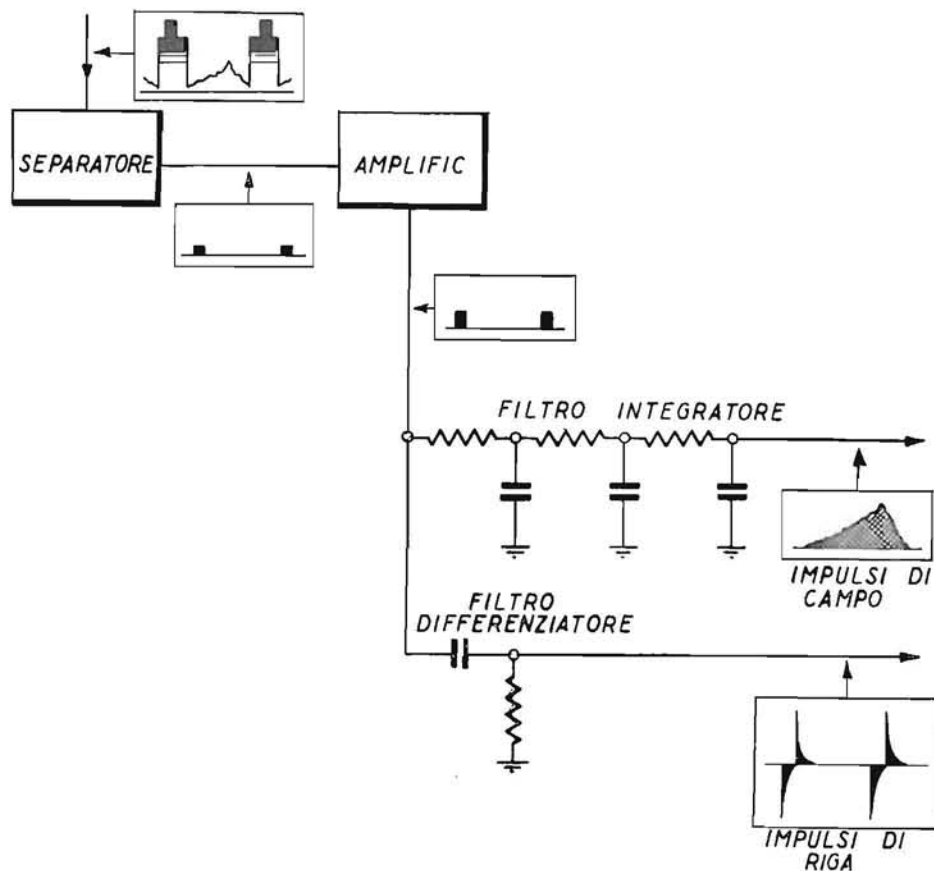 SEPARATORE
AMPLIFIC
FILTRO INTEGRATORE
IMPULSI DI
CAMPO
FILTRO
DIFFERENZIATORE
IMPULSI DI
RIGA